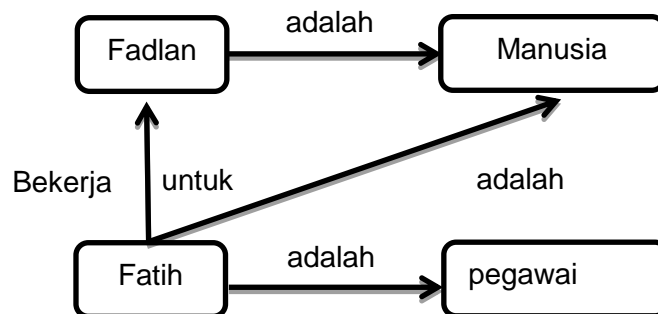 adalah
Fadlan
Manusia
Bekerja untuk
adalah
Fatih
adalah
pegawai